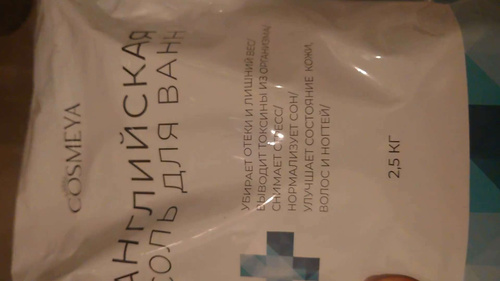 COSMEYA
АНГЛИЙСКАЯ
СОЛЬ ДЛЯ ВАНН
УБИРАЕТ ОТЕКИ И ЛИШНИЙ ВЕС/
ВЫВОДИТ ТОКСИНЫ ИЗ ОРГАНИЗМА/
СНИМАЕТ СТРЕСС/
НОРМАЛИЗУЕТ СОН/
УЛУЧШАЕТ СОСТОЯНИЕ КОЖИ,
ВОЛОС И НОГТЕЙ/
2,5 КГ